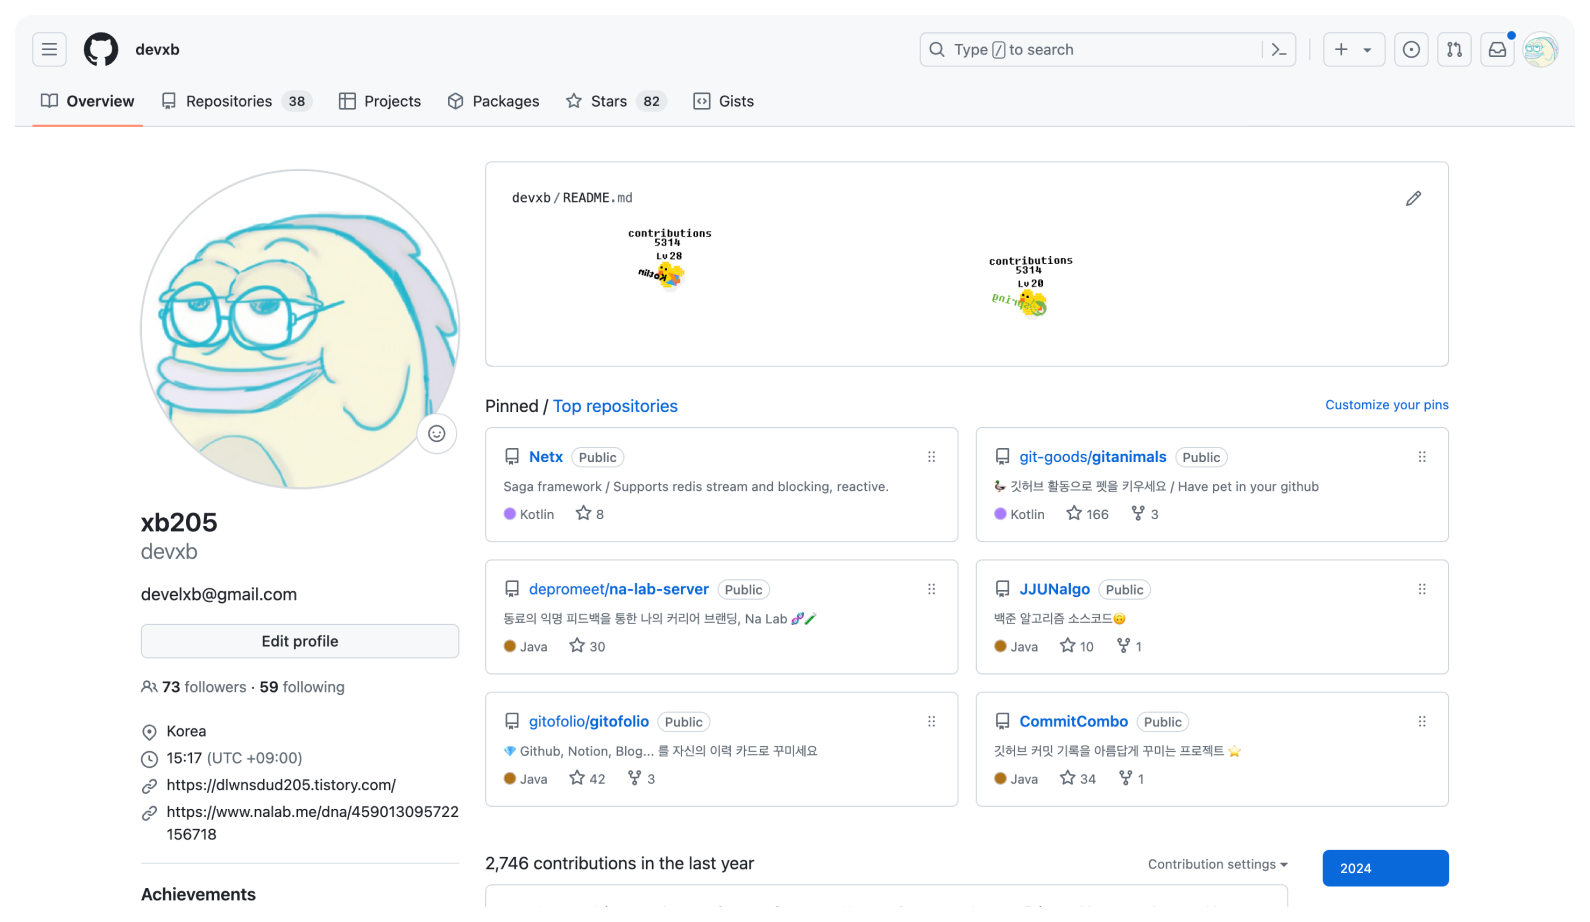 devxb
Type / to search
Overview
Repositories 38
Projects
Packages
Stars 82
Gists
devxb/README.md
contributions
5314
Lv 28
Kotlin
contributions
5314
Lv 20
Spring
xb205
devxb
develxb@gmail.com
Edit profile
73 followers · 59 following
Korea
15:17 (UTC +09:00)
https://dlwnsdud205.tistory.com/
https://www.nalab.me/dna/459013095722
156718
Achievements
Pinned / Top repositories
Customize your pins
Netx Public
Saga framework / Supports redis stream and blocking, reactive.
Kotlin 8
git-goods/gitanimals Public
🦆 깃허브 활동으로 펫을 키우세요 / Have pet in your github
Kotlin 166 3
depromeet/na-lab-server Public
동료의 익명 피드백을 통한 나의 커리어 브랜딩, Na Lab 🧬🧪
Java 30
JJUNalgo Public
백준 알고리즘 소스코드
Java 10 1
gitofolio/gitofolio Public
💎 Github, Notion, Blog... 를 자신의 이력 카드로 꾸미세요
Java 42 3
CommitCombo Public
깃허브 커밋 기록을 아름답게 꾸미는 프로젝트 ⭐
Java 34 1
2,746 contributions in the last year
Contribution settings
2024